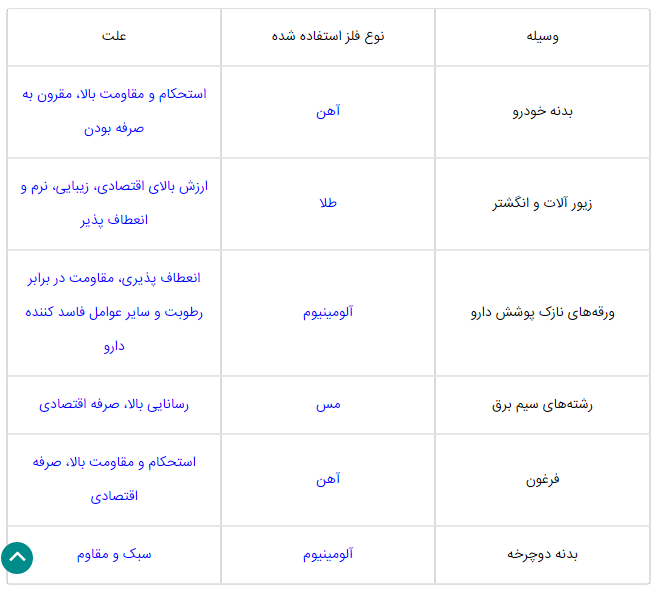 وسیله
نوع فلز استفاده شده
علت
بدنه خودرو
آهن
استحکام و مقاومت بالا، مقرون به
صرفه بودن
زیور آلات و انگشتر
طلا
ارزش بالای اقتصادی، زیبایی، نرم و
انعطاف پذیر
ورقه‌های نازک پوشش دارو
آلومینیوم
انعطاف پذیری، مقاومت در برابر
رطوبت و سایر عوامل فاسد کننده
دارو
رشته‌های سیم برق
مس
رسانایی بالا، صرفه اقتصادی
فرغون
آهن
استحکام و مقاومت بالا، صرفه
اقتصادی
بدنه دوچرخه
آلومینیوم
سبک و مقاوم